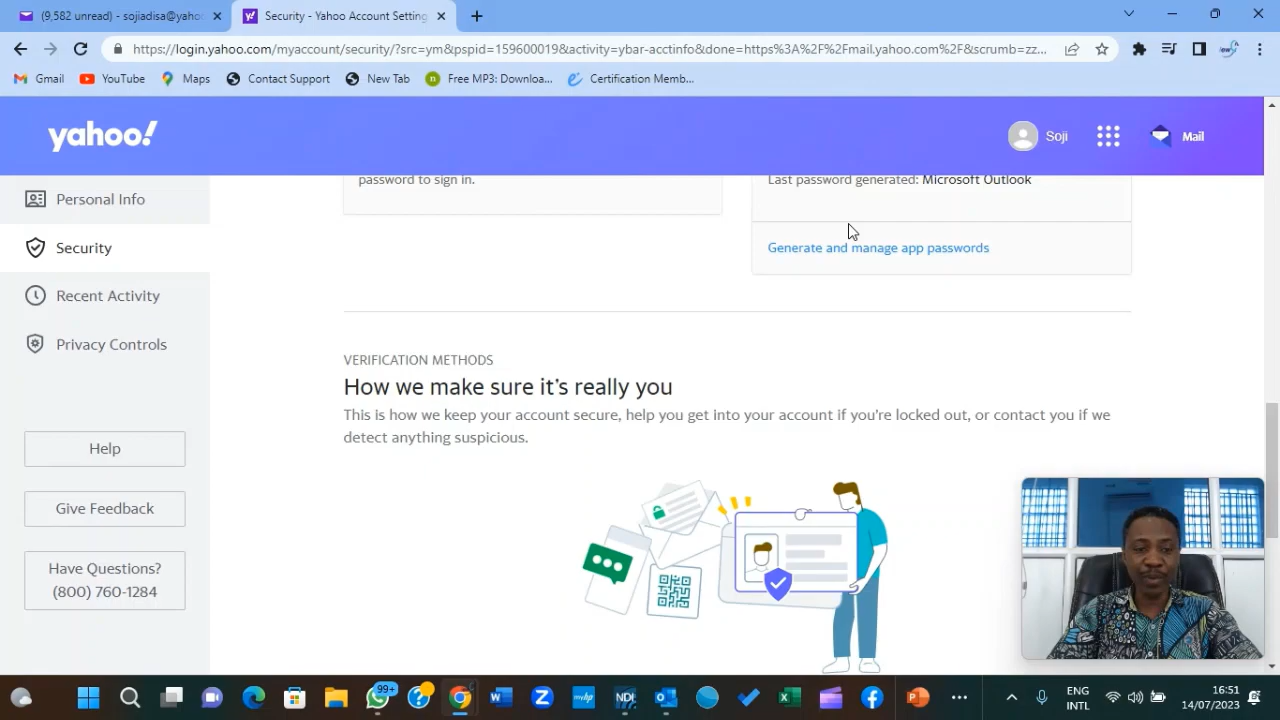 (9,582 unread) - sojiadisa@yahoo
Security - Yahoo Account Setting
https://login.yahoo.com/myaccount/security/?src=ym&pspid=159600019&activity=ybar-acctinfo&done=https%3A%2F%2Fmail.yahoo.com%2F&scrumb=zz...
Gmail YouTube Maps Contact Support New Tab Free MP3: Downloa... Certification Memb...
yahoo!
Soji Mail
Personal Info
Security
Recent Activity
Privacy Controls
Help
Give Feedback
Have Questions?
(800) 760-1284
password to sign in.
Last password generated: Microsoft Outlook
Generate and manage app passwords
VERIFICATION METHODS
How we make sure it's really you
This is how we keep your account secure, help you get into your account if you're locked out, or contact you if we
detect anything suspicious.
99+
ENG
INTL
16:51
14/07/2023